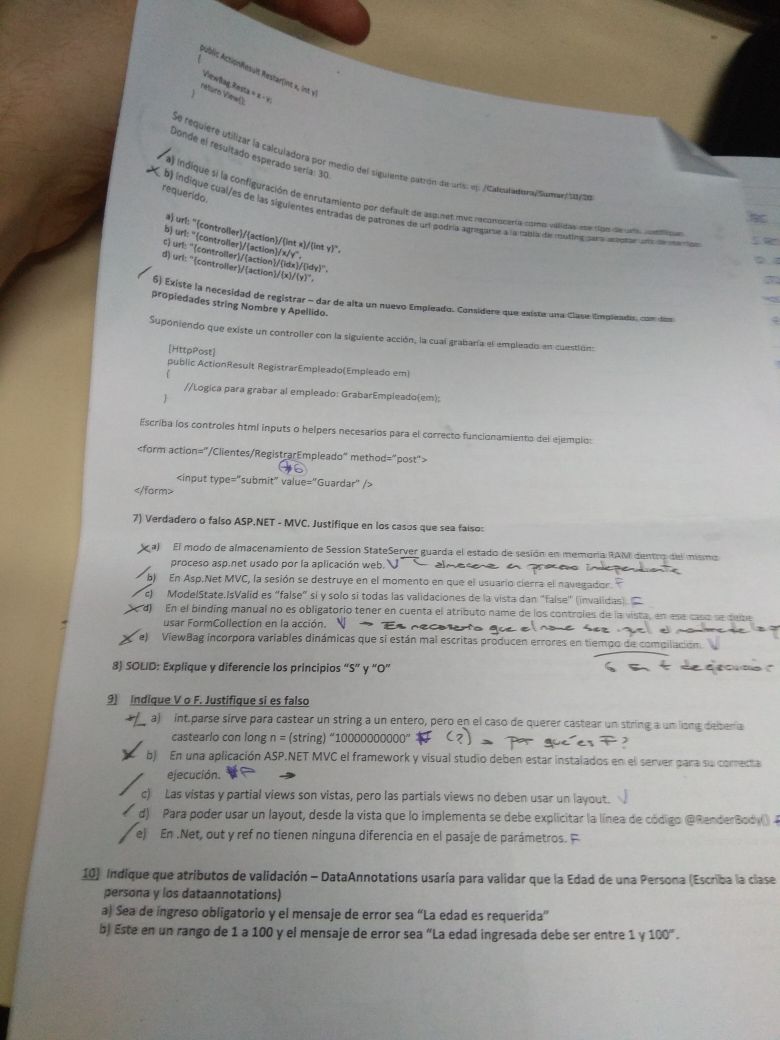 public ActionResult Restar(int x, int y)
{
ViewBag.Resta = x - y;
return View();
}
Se requiere utilizar la calculadora por medio del siguiente patrón de urls: ej: /Calculadora/Sumar/10/20
Donde el resultado esperado sería: 30.
a) Indique si la configuración de enrutamiento por default de asp.net mvc reconocería como válidas ese tipo de urls. Justifique.
b) Indique cual/es de las siguientes entradas de patrones de url podría agregarse a la tabla de routing para aceptar urls
requerido.
a) url: "{controller}/{action}/{int x}/{int y}",
b) url: "{controller}/{action}/x/y",
c) url: "{controller}/{action}/{idx}/{idy}",
d) url: "{controller}/{action}/{x}/{y}",
6) Existe la necesidad de registrar – dar de alta un nuevo Empleado. Considere que existe una Clase Empleado, con dos
propiedades string Nombre y Apellido.
Suponiendo que existe un controller con la siguiente acción, la cual grabaría el empleado en cuestión:
[HttpPost]
public ActionResult RegistrarEmpleado(Empleado em)
{
//Logica para grabar al empleado: GrabarEmpleado(em);
}
Escriba los controles html inputs o helpers necesarios para el correcto funcionamiento del ejemplo:
<form action="/Clientes/RegistrarEmpleado" method="post">
<input type="submit" value="Guardar" />
</form>
7) Verdadero o falso ASP.NET - MVC. Justifique en los casos que sea falso:
a) El modo de almacenamiento de Session StateServer guarda el estado de sesión en memoria RAM dentro del mismo
proceso asp.net usado por la aplicación web. V almacena en proceso independiente
b) En Asp.Net MVC, la sesión se destruye en el momento en que el usuario cierra el navegador. F
c) ModelState.IsValid es "false" si y solo si todas las validaciones de la vista dan "false" (invalidas). F
d) En el binding manual no es obligatorio tener en cuenta el atributo name de los controles de la vista, en ese caso se debe
usar FormCollection en la acción. V → Es necesario que el name sea el nombre de
e) ViewBag incorpora variables dinámicas que si están mal escritas producen errores en tiempo de compilación. V
en t de ejecución
8) SOLID: Explique y diferencie los principios "S" y "O"
9) Indique V o F. Justifique si es falso
a) int.parse sirve para castear un string a un entero, pero en el caso de querer castear un string a un long debería
castearlo con long n = (string) "10000000000" F (?) → por qué es F?
b) En una aplicación ASP.NET MVC el framework y visual studio deben estar instalados en el server para su correcta
ejecución. F →
c) Las vistas y partial views son vistas, pero las partials views no deben usar un layout. V
d) Para poder usar un layout, desde la vista que lo implementa se debe explicitar la línea de código @RenderBody() F
e) En .Net, out y ref no tienen ninguna diferencia en el pasaje de parámetros. F
10) Indique que atributos de validación – DataAnnotations usaría para validar que la Edad de una Persona (Escriba la clase
persona y los dataannotations)
a) Sea de ingreso obligatorio y el mensaje de error sea "La edad es requerida"
b) Este en un rango de 1 a 100 y el mensaje de error sea "La edad ingresada debe ser entre 1 y 100".